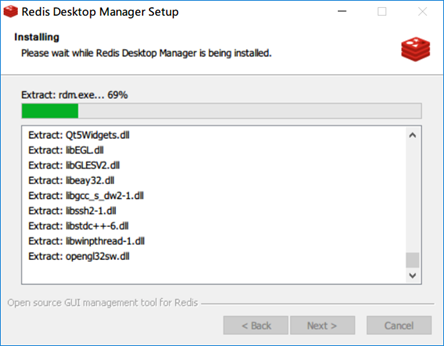 Redis Desktop Manager Setup
Installing
Please wait while Redis Desktop Manager is being installed.
Extract: rdm.exe... 69%
Extract: Qt5Widgets.dll
Extract: libEGL.dll
Extract: libGLESV2.dll
Extract: libeay32.dll
Extract: libgcc_s_dw2-1.dll
Extract: libssh2-1.dll
Extract: libstdc++-6.dll
Extract: libwinpthread-1.dll
Extract: opengl32sw.dll
Open source GUI management tool for Redis
< Back Next > Cancel